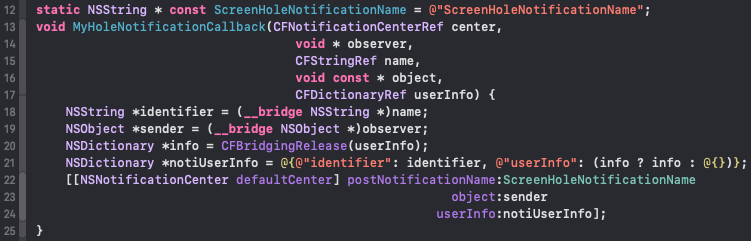 12 static NSString * const ScreenHoleNotificationName = @"ScreenHoleNotificationName";
13 void MyHoleNotificationCallback(CFNotificationCenterRef center,
14                                 void * observer,
15                                 CFStringRef name,
16                                 void const * object,
17                                 CFDictionaryRef userInfo) {
18     NSString *identifier = (__bridge NSString *)name;
19     NSObject *sender = (__bridge NSObject *)observer;
20     NSDictionary *info = CFBridgingRelease(userInfo);
21     NSDictionary *notiUserInfo = @{@"identifier": identifier, @"userInfo": (info ? info : @{})};
22     [[NSNotificationCenter defaultCenter] postNotificationName:ScreenHoleNotificationName
23                                                         object:sender
24                                                       userInfo:notiUserInfo];
25 }